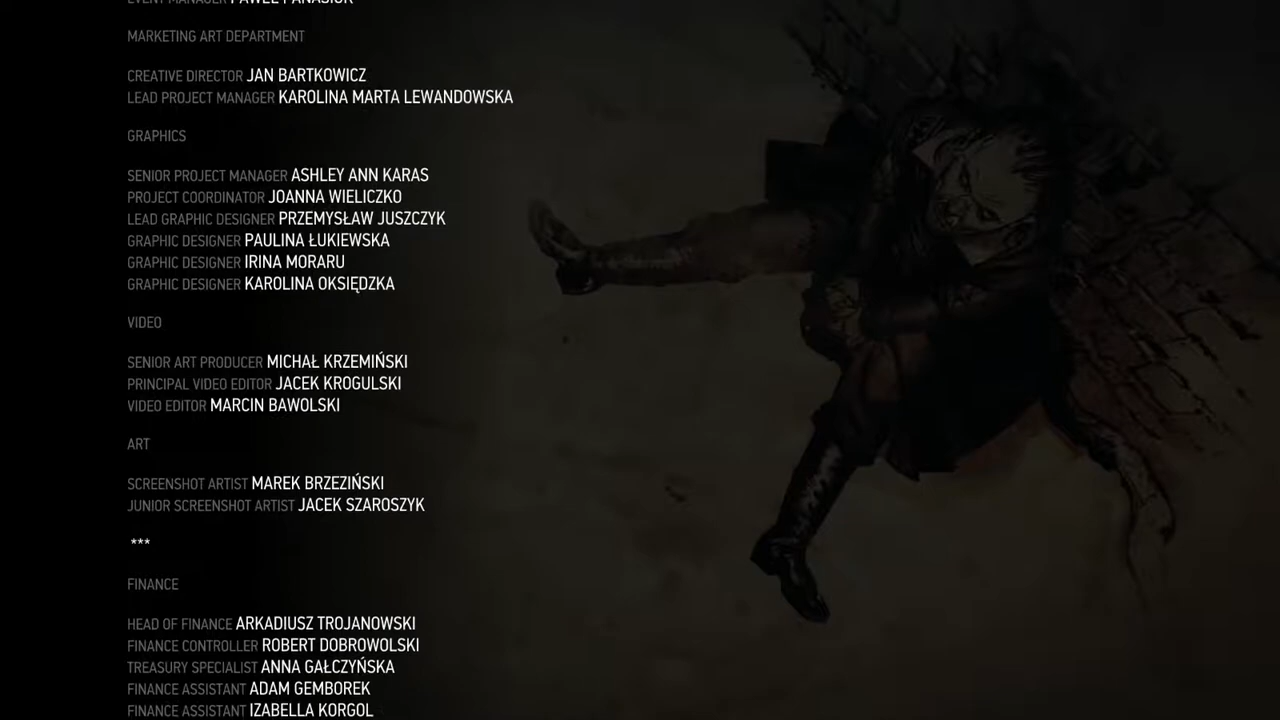 EVENT MANAGER PAWEŁ PANASIUK
MARKETING ART DEPARTMENT
CREATIVE DIRECTOR JAN BARTKOWICZ
LEAD PROJECT MANAGER KAROLINA MARTA LEWANDOWSKA
GRAPHICS
SENIOR PROJECT MANAGER ASHLEY ANN KARAS
PROJECT COORDINATOR JOANNA WIELICZKO
LEAD GRAPHIC DESIGNER PRZEMYSŁAW JUSZCZYK
GRAPHIC DESIGNER PAULINA ŁUKIEWSKA
GRAPHIC DESIGNER IRINA MORARU
GRAPHIC DESIGNER KAROLINA OKSIĘDZKA
VIDEO
SENIOR ART PRODUCER MICHAŁ KRZEMIŃSKI
PRINCIPAL VIDEO EDITOR JACEK KROGULSKI
VIDEO EDITOR MARCIN BAWOLSKI
ART
SCREENSHOT ARTIST MAREK BRZEZIŃSKI
JUNIOR SCREENSHOT ARTIST JACEK SZAROSZYK
***
FINANCE
HEAD OF FINANCE ARKADIUSZ TROJANOWSKI
FINANCE CONTROLLER ROBERT DOBROWOLSKI
TREASURY SPECIALIST ANNA GAŁCZYŃSKA
FINANCE ASSISTANT ADAM GEMBOREK
FINANCE ASSISTANT IZABELLA KORGOL